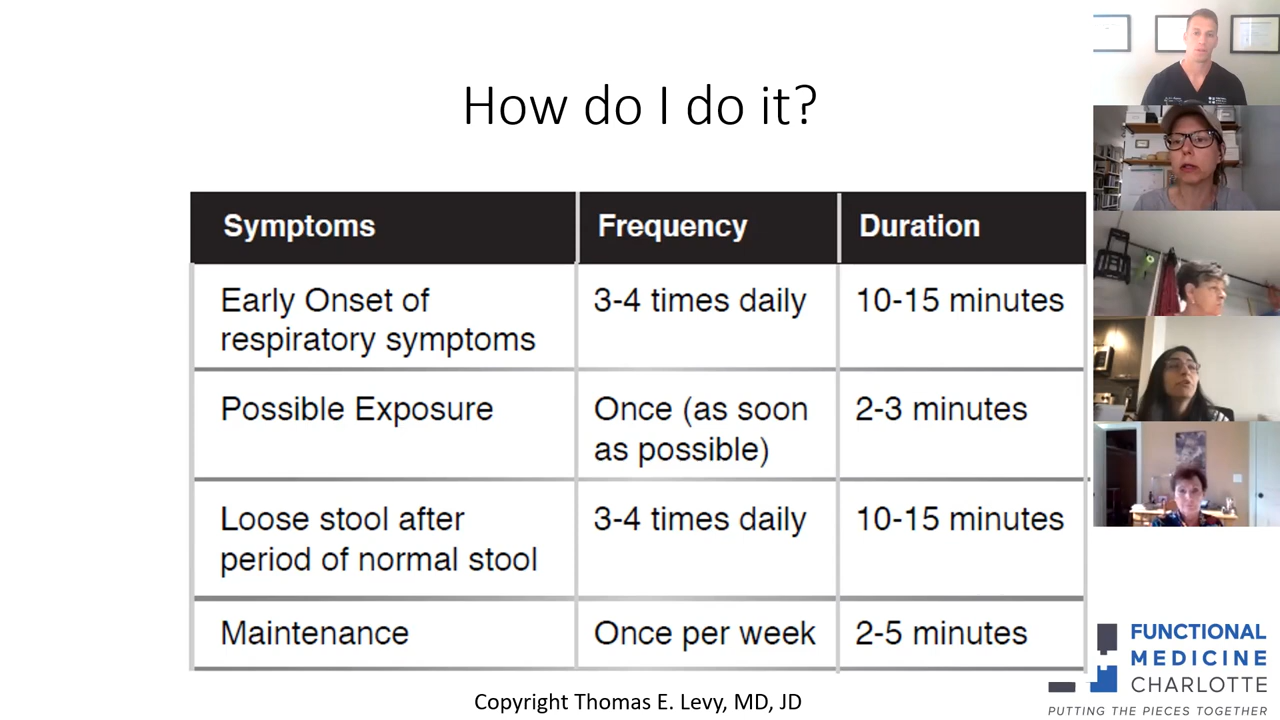 How do I do it?
Symptoms Frequency Duration
Early Onset of
respiratory symptoms
3-4 times daily
10-15 minutes
Possible Exposure
Once (as soon
as possible)
2-3 minutes
Loose stool after
period of normal stool
3-4 times daily
10-15 minutes
Maintenance
Once per week
2-5 minutes
Copyright Thomas E. Levy, MD, JD
FUNCTIONAL
MEDICINE
CHARLOTTE
PUTTING THE PIECES TOGETHER